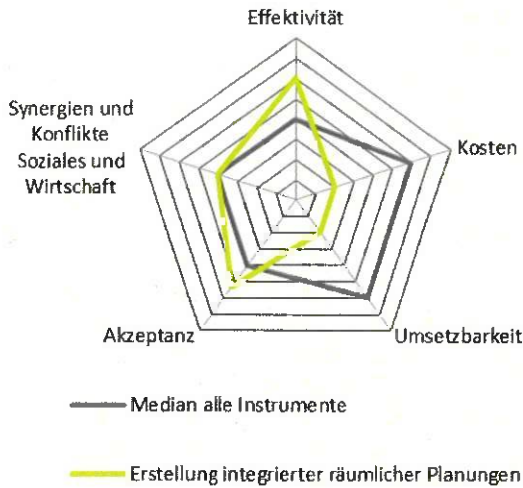 Effektivität
Synergien und
Konflikte
Soziales und
Wirtschaft
Kosten
Akzeptanz
Umsetzbarkeit
Median alle Instrumente
Erstellung integrierter räumlicher Planungen